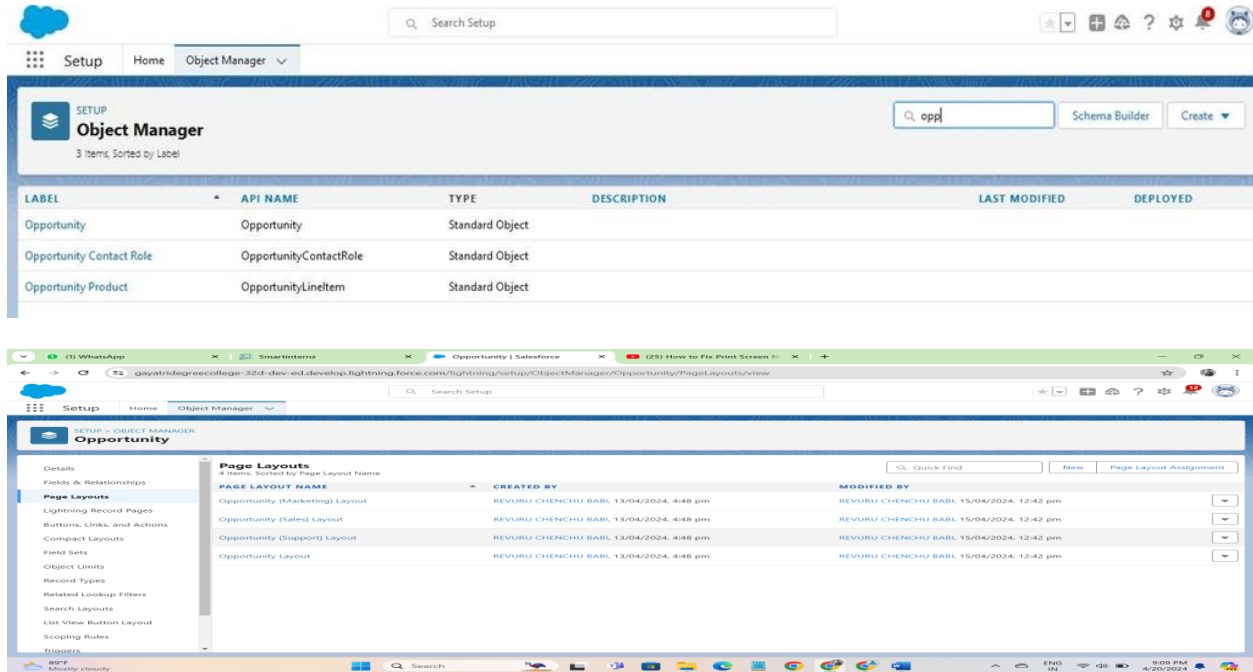 Search Setup
8
Setup Home Object Manager
SETUP
Object Manager
3 Items, Sorted by Label
opp
Schema Builder Create
LABEL API NAME TYPE DESCRIPTION LAST MODIFIED DEPLOYED
Opportunity Opportunity Standard Object
Opportunity Contact Role OpportunityContactRole Standard Object
Opportunity Product OpportunityLineItem Standard Object
(1) WhatsApp Smartinternz Opportunity | Salesforce (25) How to Fix Print Screen N
gayatridegreecollege-32d-dev-ed.develop.lightning.force.com/lightning/setup/ObjectManager/Opportunity/PageLayouts/view
Search Setup
12
Setup Home Object Manager
SETUP > OBJECT MANAGER
Opportunity
Details
Fields & Relationships
Page Layouts
Lightning Record Pages
Buttons, Links, and Actions
Compact Layouts
Field Sets
Object Limits
Record Types
Related Lookup Filters
Search Layouts
List View Button Layout
Scoping Rules
Triggers
Page Layouts
4 Items, Sorted by Page Layout Name
Quick Find New Page Layout Assignment
PAGE LAYOUT NAME CREATED BY MODIFIED BY
Opportunity (Marketing) Layout REVURU CHENCHU BABI, 13/04/2024, 4:48 pm REVURU CHENCHU BABI, 15/04/2024, 12:42 pm
Opportunity (Sales) Layout REVURU CHENCHU BABI, 13/04/2024, 4:48 pm REVURU CHENCHU BABI, 15/04/2024, 12:42 pm
Opportunity (Support) Layout REVURU CHENCHU BABI, 13/04/2024, 4:48 pm REVURU CHENCHU BABI, 15/04/2024, 12:42 pm
Opportunity Layout REVURU CHENCHU BABI, 13/04/2024, 4:48 pm REVURU CHENCHU BABI, 15/04/2024, 12:42 pm
89°F
Mostly cloudy
Search
ENG
IN
9:09 PM
4/20/2024